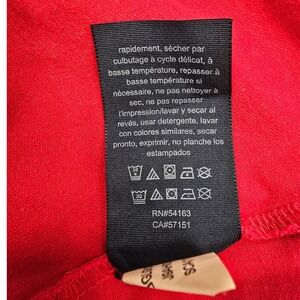 rapidement, sécher par
culbutage à cycle délicat, à
basse température, repasser à
basse température si
nécessaire, ne pas nettoyer à
sec, ne pas repasser
l'impression/lavar y secar al
revés, usar detergente, lavar
con colores similares, secar
pronto, exprimir, no planche los
estampados
RN#54163
CA#57151